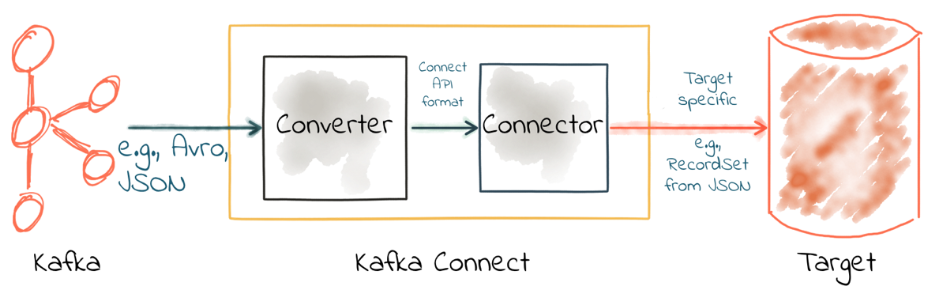 Connect
API
format
Target
specific
Converter
Connector
e.g., Avro,
JSON
e.g.,
RecordSet
from JSON
Kafka
Kafka Connect
Target